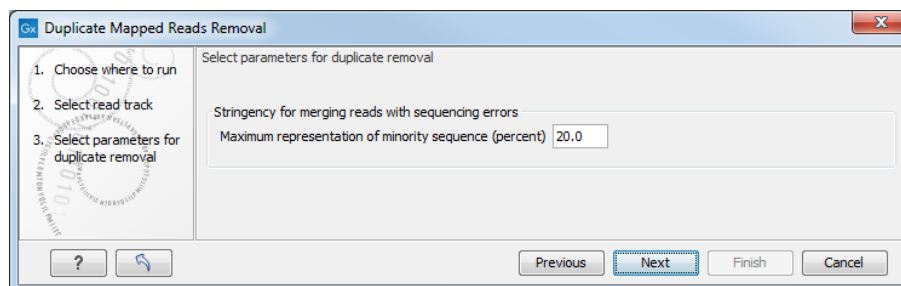 Gx Duplicate Mapped Reads Removal
X
1. Choose where to run
2. Select read track
3. Select parameters for
duplicate removal
Select parameters for duplicate removal
Stringency for merging reads with sequencing errors
Maximum representation of minority sequence (percent) 20.0
? Previous Next Finish Cancel